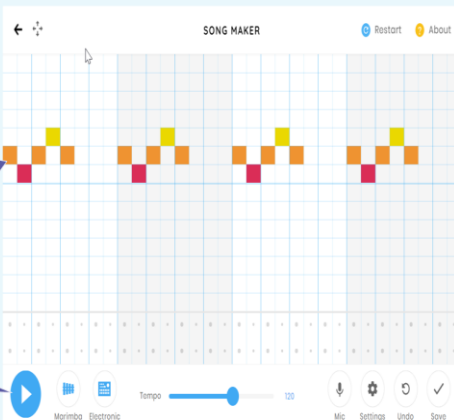 SONG MAKER
Restart
About
Tempo
120
Marimba
Electronic
Mic
Settings
Undo
Save